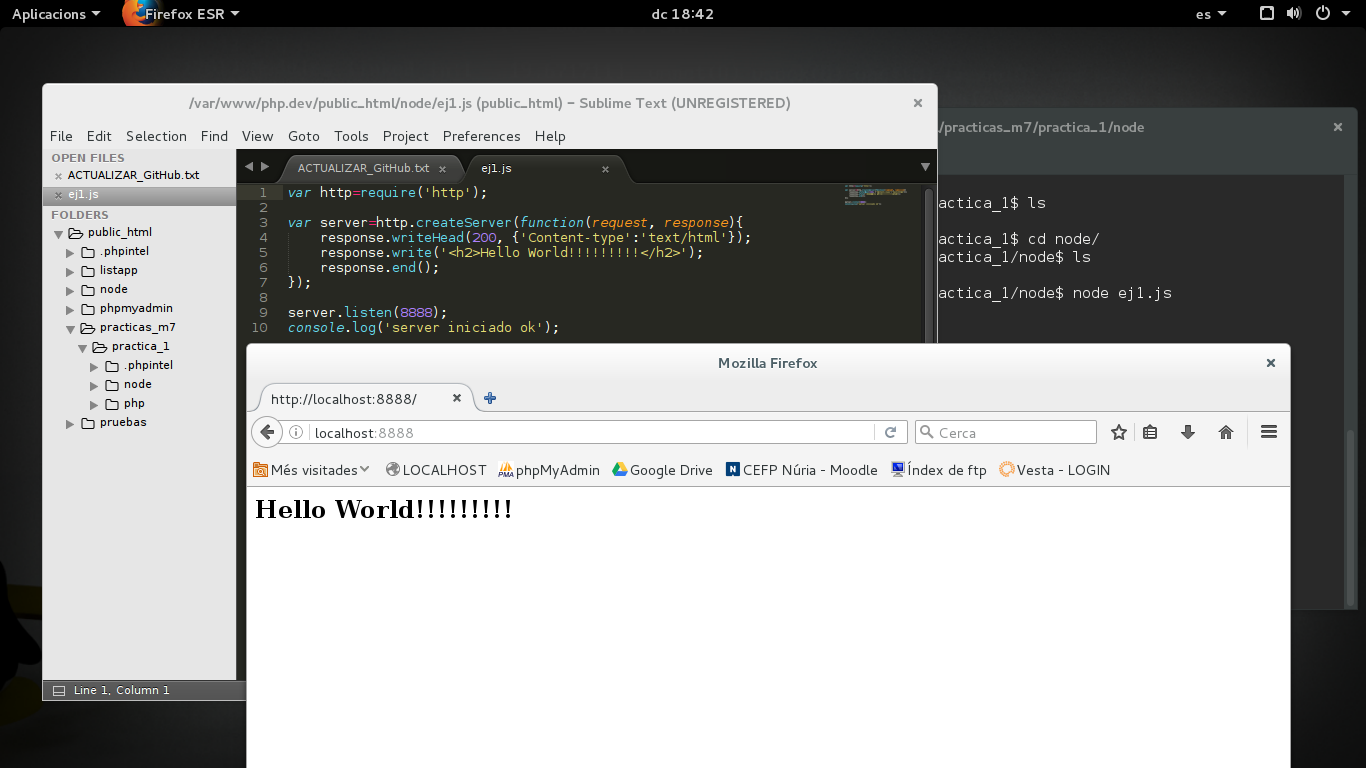 Aplicacions Firefox ESR dc 18:42 es
/var/www/php.dev/public_html/node/ej1.js (public_html) - Sublime Text (UNREGISTERED)
File Edit Selection Find View Goto Tools Project Preferences Help
OPEN FILES
ACTUALIZAR_GitHub.txt
ej1.js
FOLDERS
public_html
.phpintel
listapp
node
phpmyadmin
practicas_m7
practica_1
.phpintel
node
php
pruebas
Line 1, Column 1
ACTUALIZAR_GitHub.txt ej1.js
1 var http=require('http');
2
3 var server=http.createServer(function(request, response){
4 response.writeHead(200, {'Content-type':'text/html'});
5 response.write('<h2>Hello World!!!!!!!!!</h2>');
6 response.end();
7 });
8
9 server.listen(8888);
10 console.log('server iniciado ok');
/practicas_m7/practica_1/node
actica_1$ ls
actica_1$ cd node/
actica_1/node$ ls
actica_1/node$ node ej1.js
Mozilla Firefox
http://localhost:8888/
localhost:8888 Cerca
Més visitades LOCALHOST phpMyAdmin Google Drive CEFP Núria - Moodle Índex de ftp Vesta - LOGIN
Hello World!!!!!!!!!